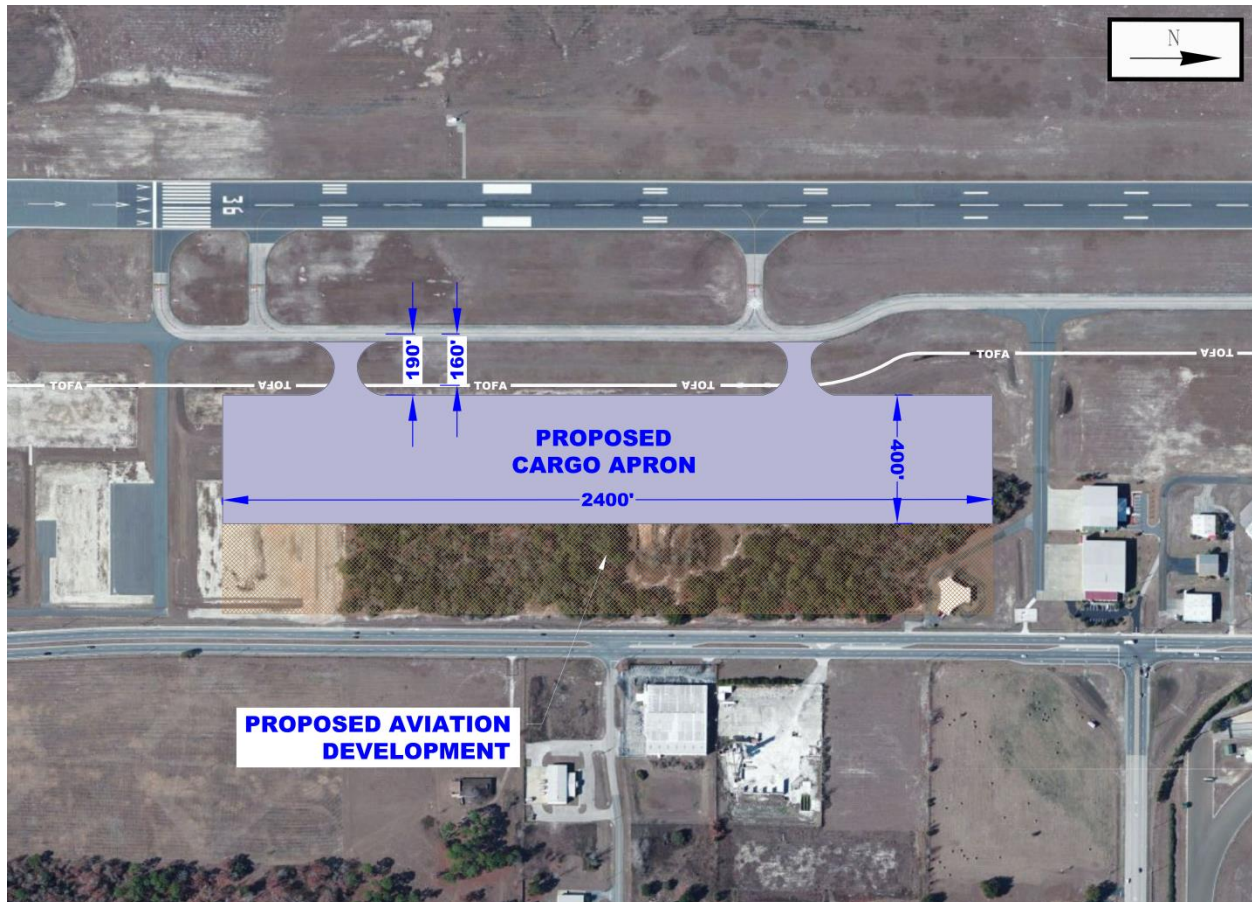 N
36
190'
160'
TOFA
TOFA
TOFA
TOFA
TOFA
TOFA
PROPOSED
CARGO APRON
400'
2400'
PROPOSED AVIATION
DEVELOPMENT